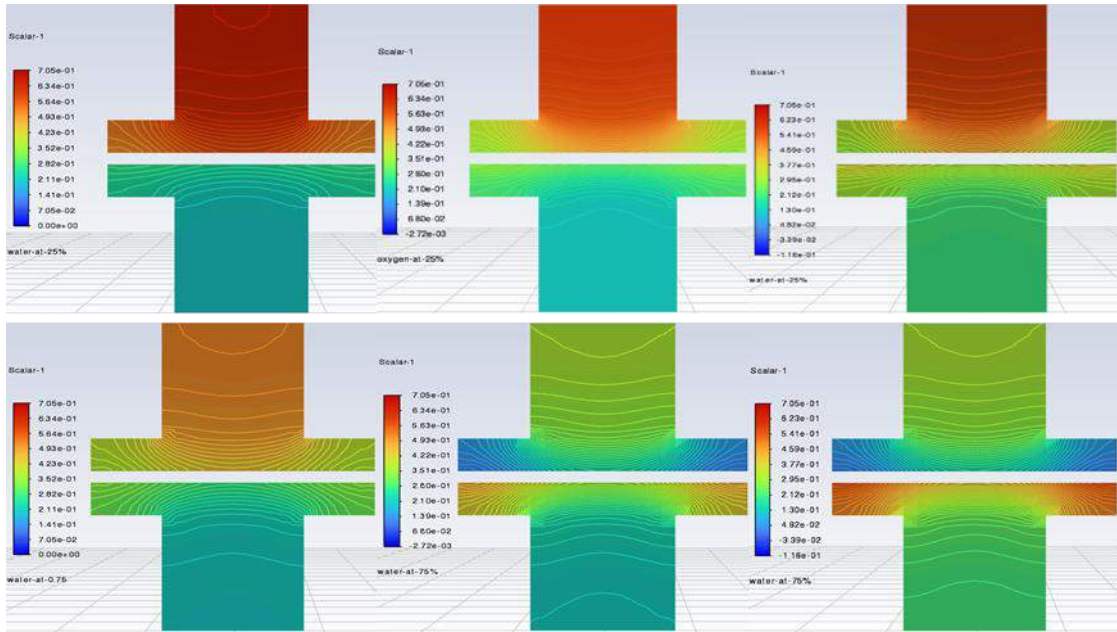 Scalar-1
7.05e-01
6.34e-01
5.64e-01
4.93e-01
4.23e-01
3.52e-01
2.82e-01
2.11e-01
1.41e-01
7.05e-02
0.00e+00
water-at-25%
Scalar-1
7.05e-01
6.34e-01
5.63e-01
4.93e-01
4.22e-01
3.51e-01
2.80e-01
2.10e-01
1.39e-01
6.80e-02
-2.72e-03
oxygen-at-25%
Scalar-1
7.05e-01
6.23e-01
5.41e-01
4.59e-01
3.77e-01
2.95e-01
2.12e-01
1.30e-01
4.82e-02
-3.39e-02
-1.16e-01
water-at-25%
Scalar-1
7.05e-01
6.34e-01
5.64e-01
4.93e-01
4.23e-01
3.52e-01
2.82e-01
2.11e-01
1.41e-01
7.05e-02
0.00e+00
water-at-0.75
Scalar-1
7.05e-01
6.34e-01
5.63e-01
4.93e-01
4.22e-01
3.51e-01
2.80e-01
2.10e-01
1.39e-01
6.80e-02
-2.72e-03
water-at-75%
Scalar-1
7.05e-01
6.23e-01
5.41e-01
4.59e-01
3.77e-01
2.95e-01
2.12e-01
1.30e-01
4.92e-02
-3.39e-02
-1.16e-01
water-at-75%